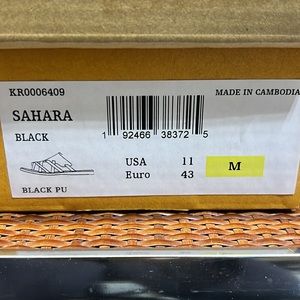 KR0006409 MADE IN CAMBODIA
SAHARA
BLACK
1 92466 38372 5
USA 11
Euro 43
M
BLACK PU